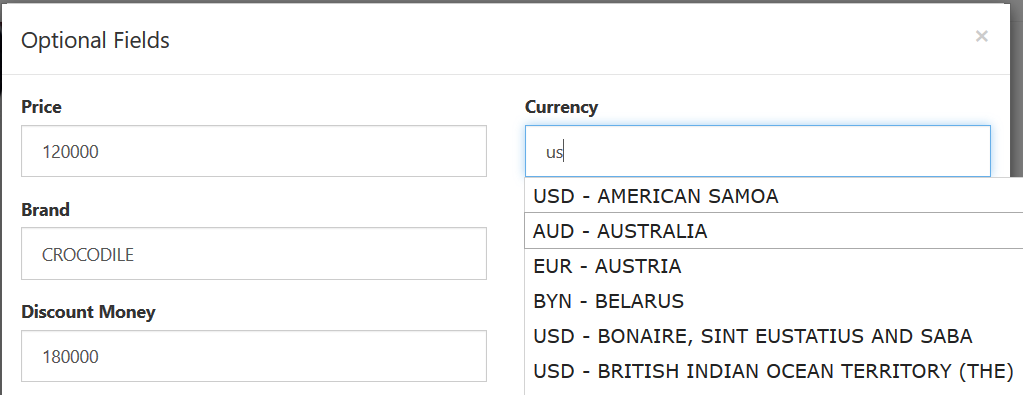 Optional Fields
×
Price
120000
Brand
CROCODILE
Discount Money
180000
Currency
us
USD - AMERICAN SAMOA
AUD - AUSTRALIA
EUR - AUSTRIA
BYN - BELARUS
USD - BONAIRE, SINT EUSTATIUS AND SABA
USD - BRITISH INDIAN OCEAN TERRITORY (THE)